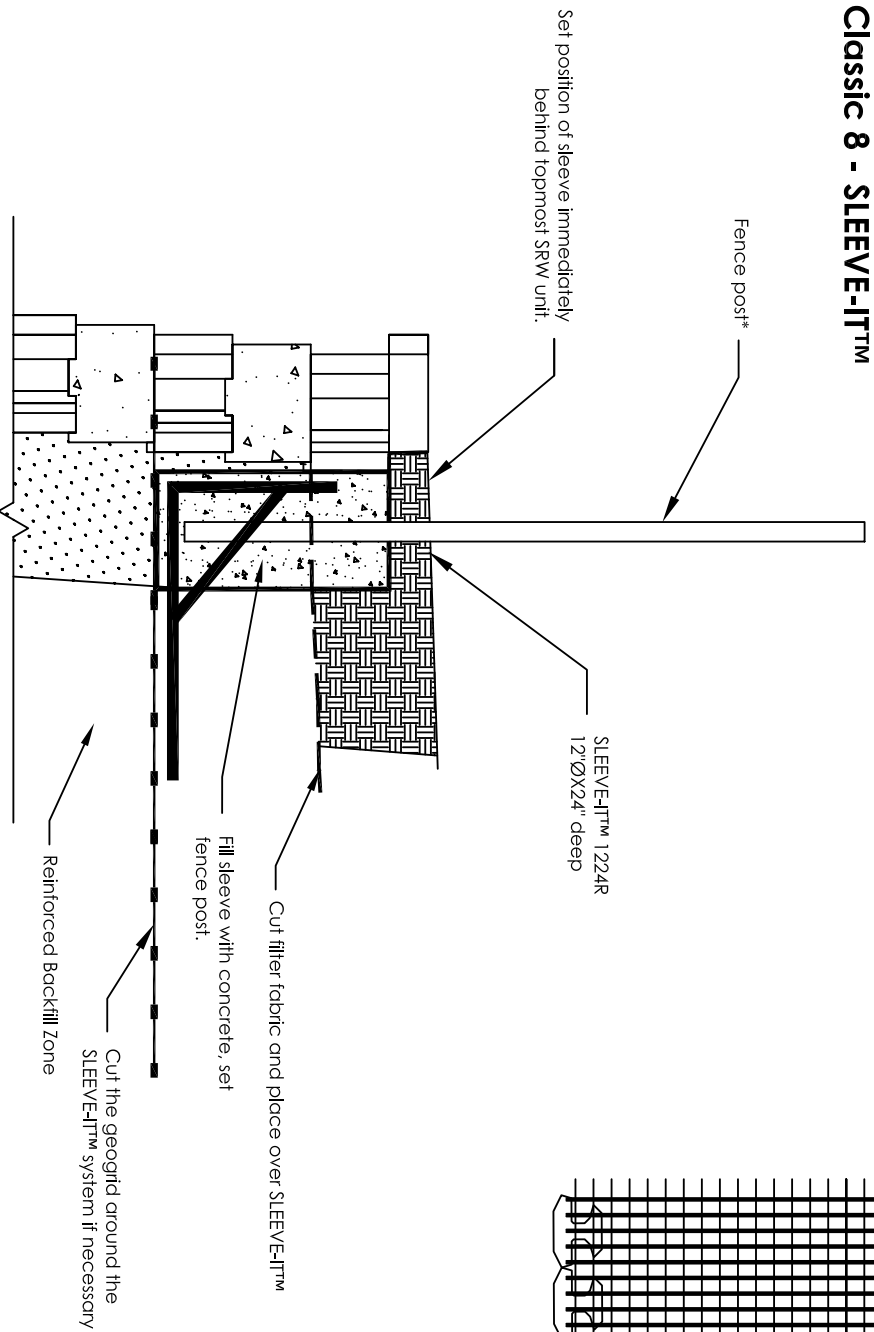 Classic 8 - SLEEVE-IT™
Fence post*
Set position of sleeve immediately
behind topmost SRW unit.
SLEEVE-IT™ 1224R
12"ØX24" deep
Cut filter fabric and place over SLEEVE-IT™
Fill sleeve with concrete, set
fence post.
Cut the geogrid around the
SLEEVE-IT™ system if necessary
Reinforced Backfill Zone